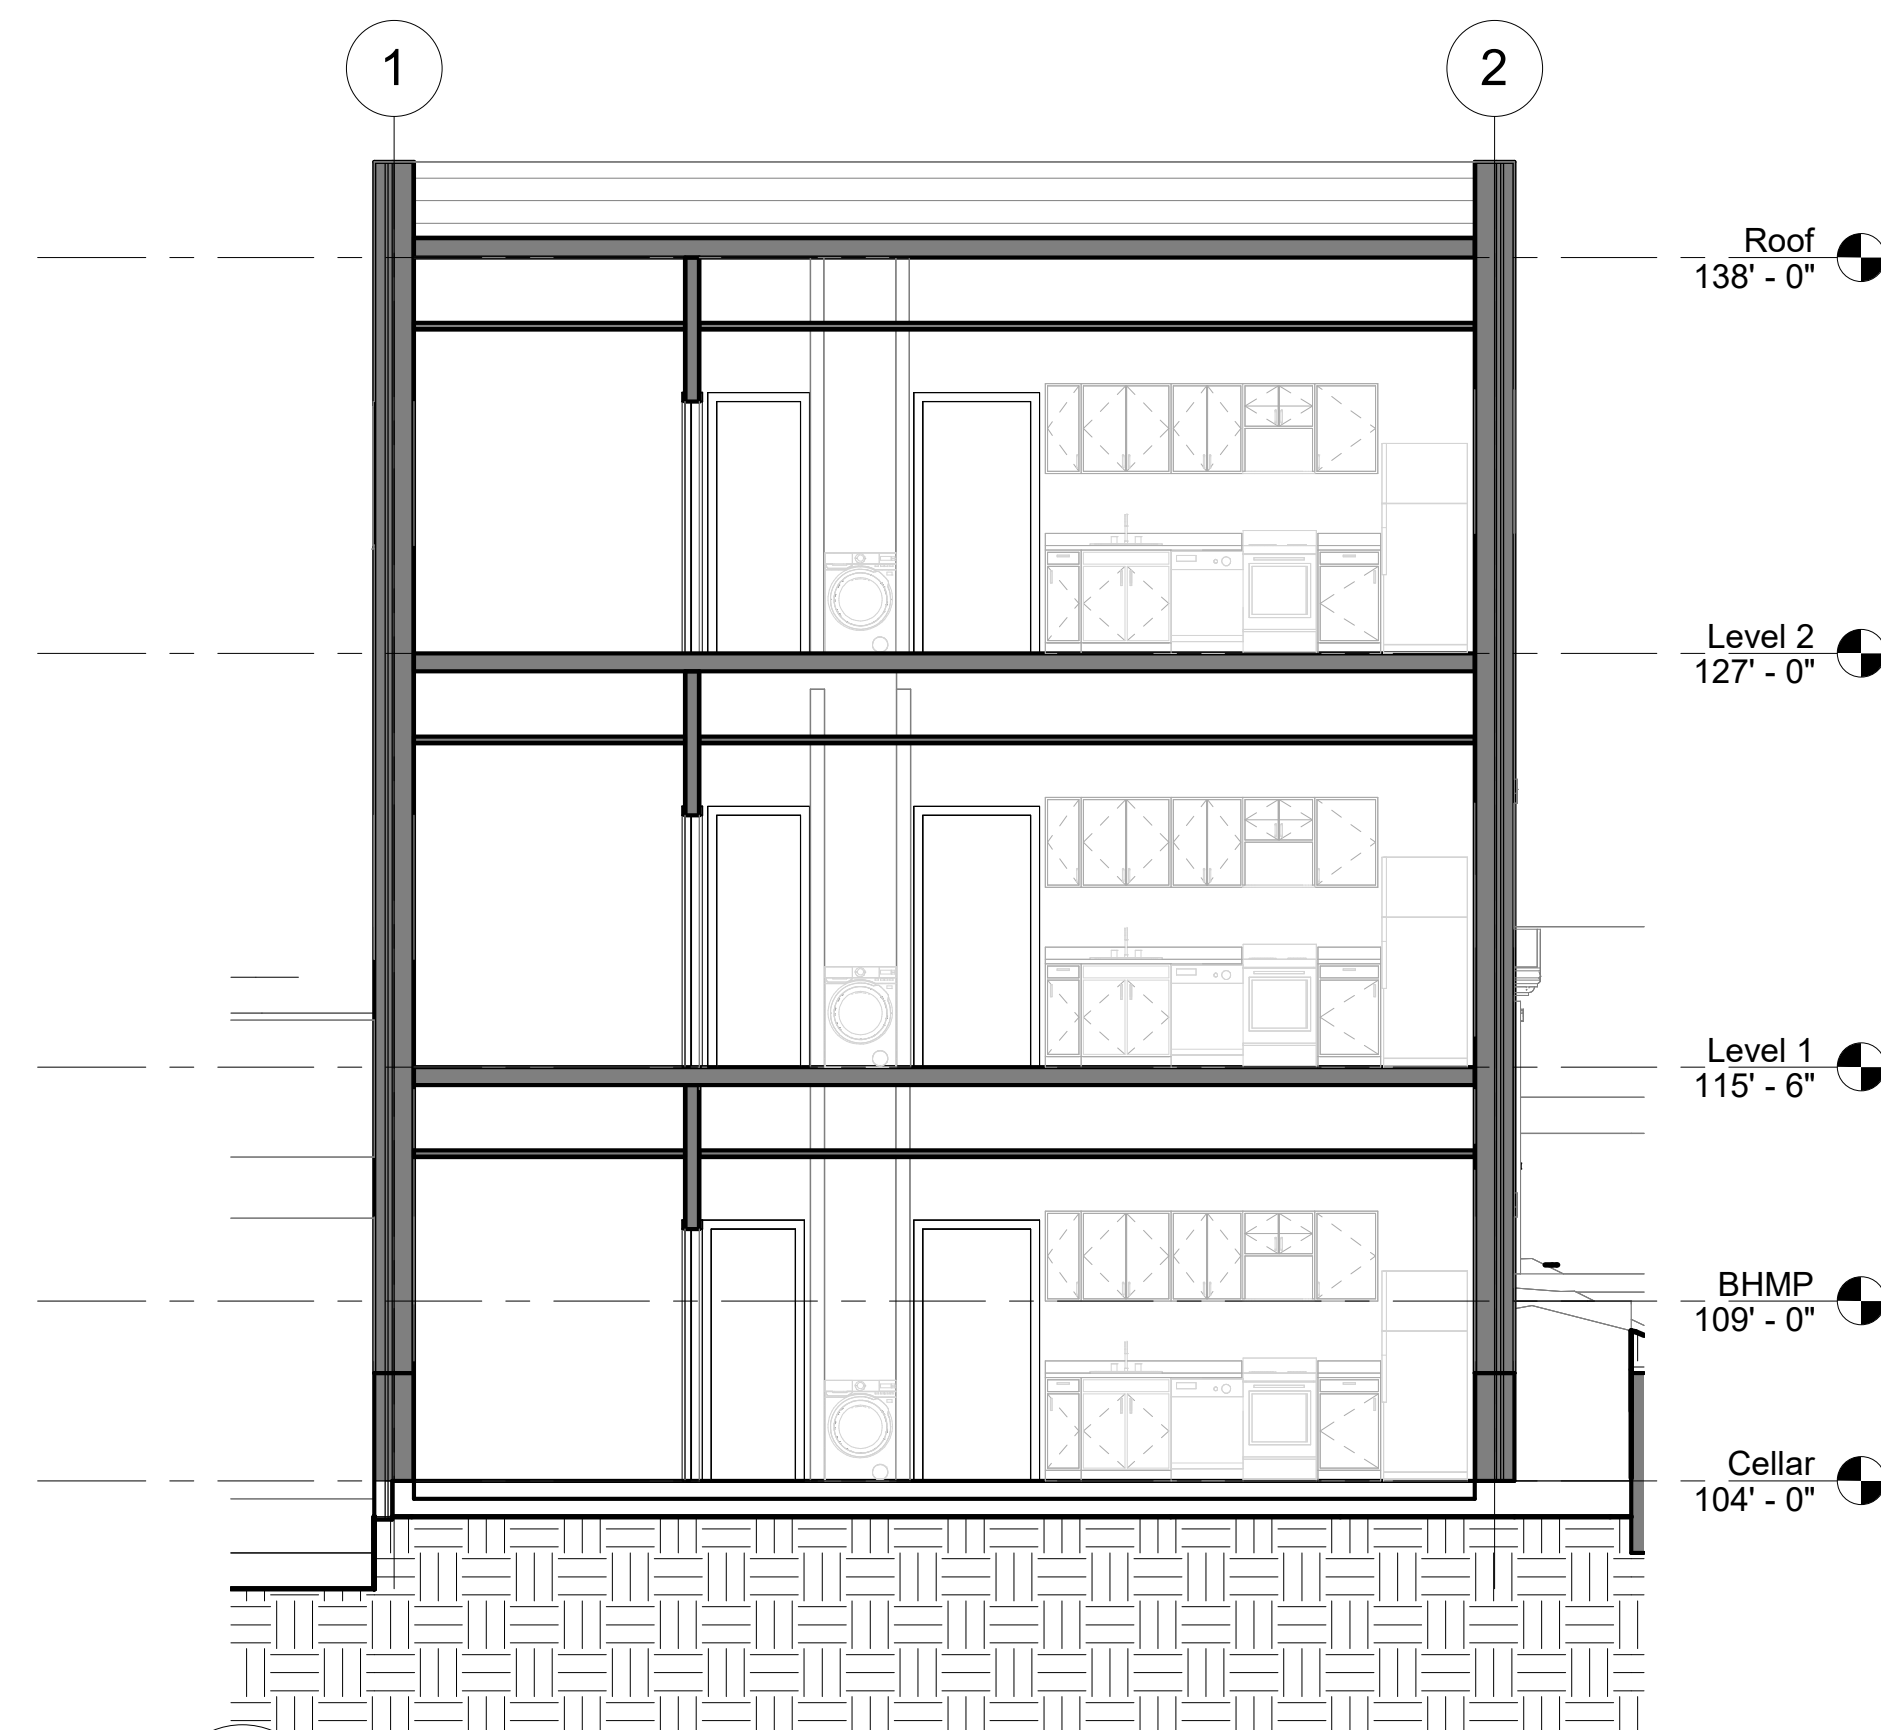 1
2
Roof
138' - 0"
Level 2
127' - 0"
Level 1
115' - 6"
BHMP
109' - 0"
Cellar
104' - 0"